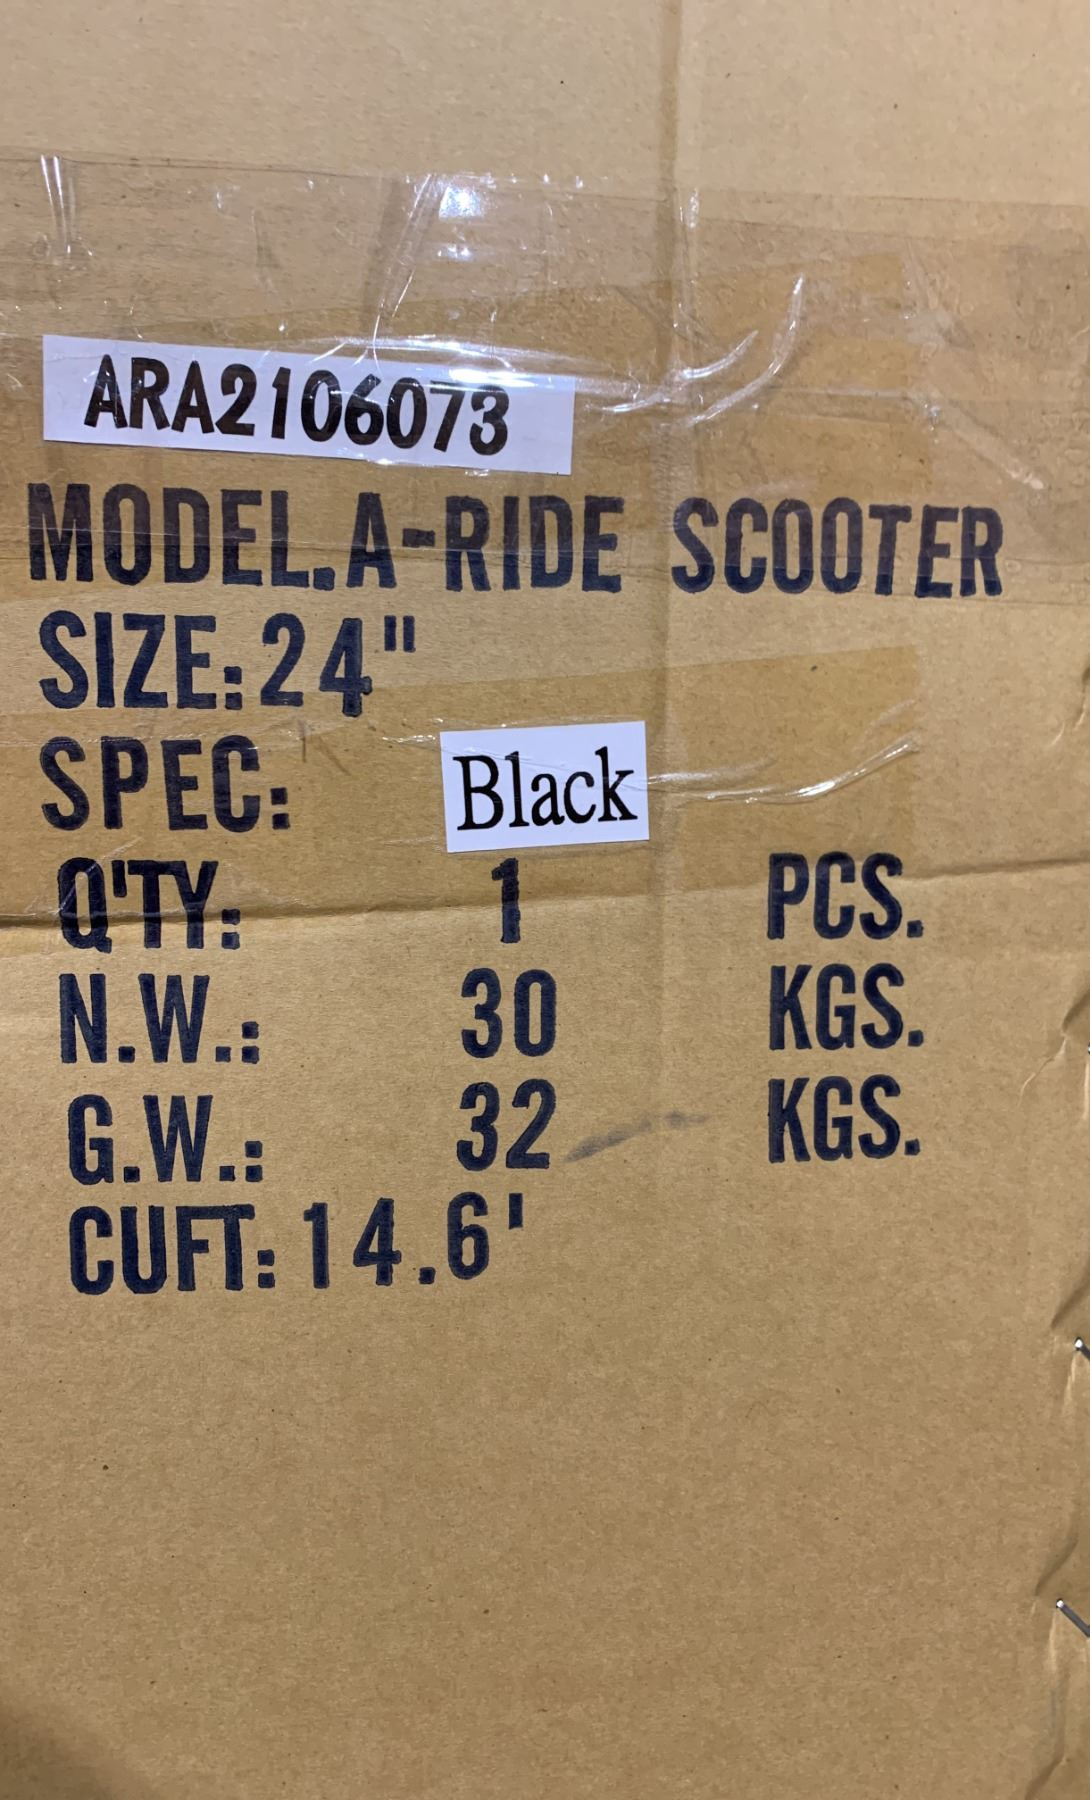 ARA2106073
MODEL.A-RIDE SCOOTER
SIZE:24"
SPEC: Black
Q'TY: 1 PCS.
N.W.: 30 KGS.
G.W.: 32 KGS.
CUFT:14.6'